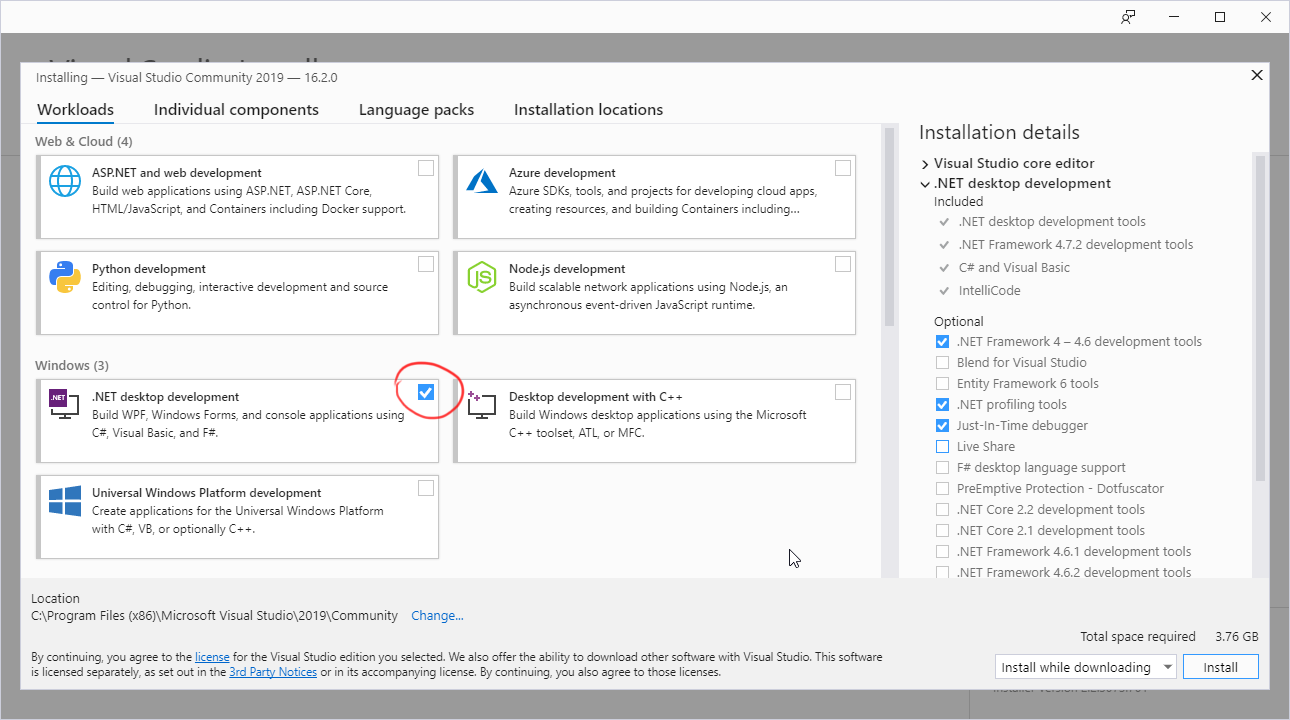 Installing — Visual Studio Community 2019 — 16.2.0
Workloads
Individual components
Language packs
Installation locations
Web & Cloud (4)
ASP.NET and web development
Build web applications using ASP.NET, ASP.NET Core,
HTML/JavaScript, and Containers including Docker support.
Azure development
Azure SDKs, tools, and projects for developing cloud apps,
creating resources, and building Containers including...
Python development
Editing, debugging, interactive development and source
control for Python.
JS
Node.js development
Build scalable network applications using Node.js, an
asynchronous event-driven JavaScript runtime.
Windows (3)
.NET
.NET desktop development
Build WPF, Windows Forms, and console applications using
C#, Visual Basic, and F#.
Desktop development with C++
Build Windows desktop applications using the Microsoft
C++ toolset, ATL, or MFC.
Universal Windows Platform development
Create applications for the Universal Windows Platform
with C#, VB, or optionally C++.
Installation details
Visual Studio core editor
.NET desktop development
Included
.NET desktop development tools
.NET Framework 4.7.2 development tools
C# and Visual Basic
IntelliCode
Optional
.NET Framework 4 – 4.6 development tools
Blend for Visual Studio
Entity Framework 6 tools
.NET profiling tools
Just-In-Time debugger
Live Share
F# desktop language support
PreEmptive Protection - Dotfuscator
.NET Core 2.2 development tools
.NET Core 2.1 development tools
.NET Framework 4.6.1 development tools
.NET Framework 4.6.2 development tools
Location
C:\Program Files (x86)\Microsoft Visual Studio\2019\Community Change...
Total space required 3.76 GB
By continuing, you agree to the license for the Visual Studio edition you selected. We also offer the ability to download other software with Visual Studio. This software
is licensed separately, as set out in the 3rd Party Notices or in its accompanying license. By continuing, you also agree to those licenses.
Install while downloading
Install